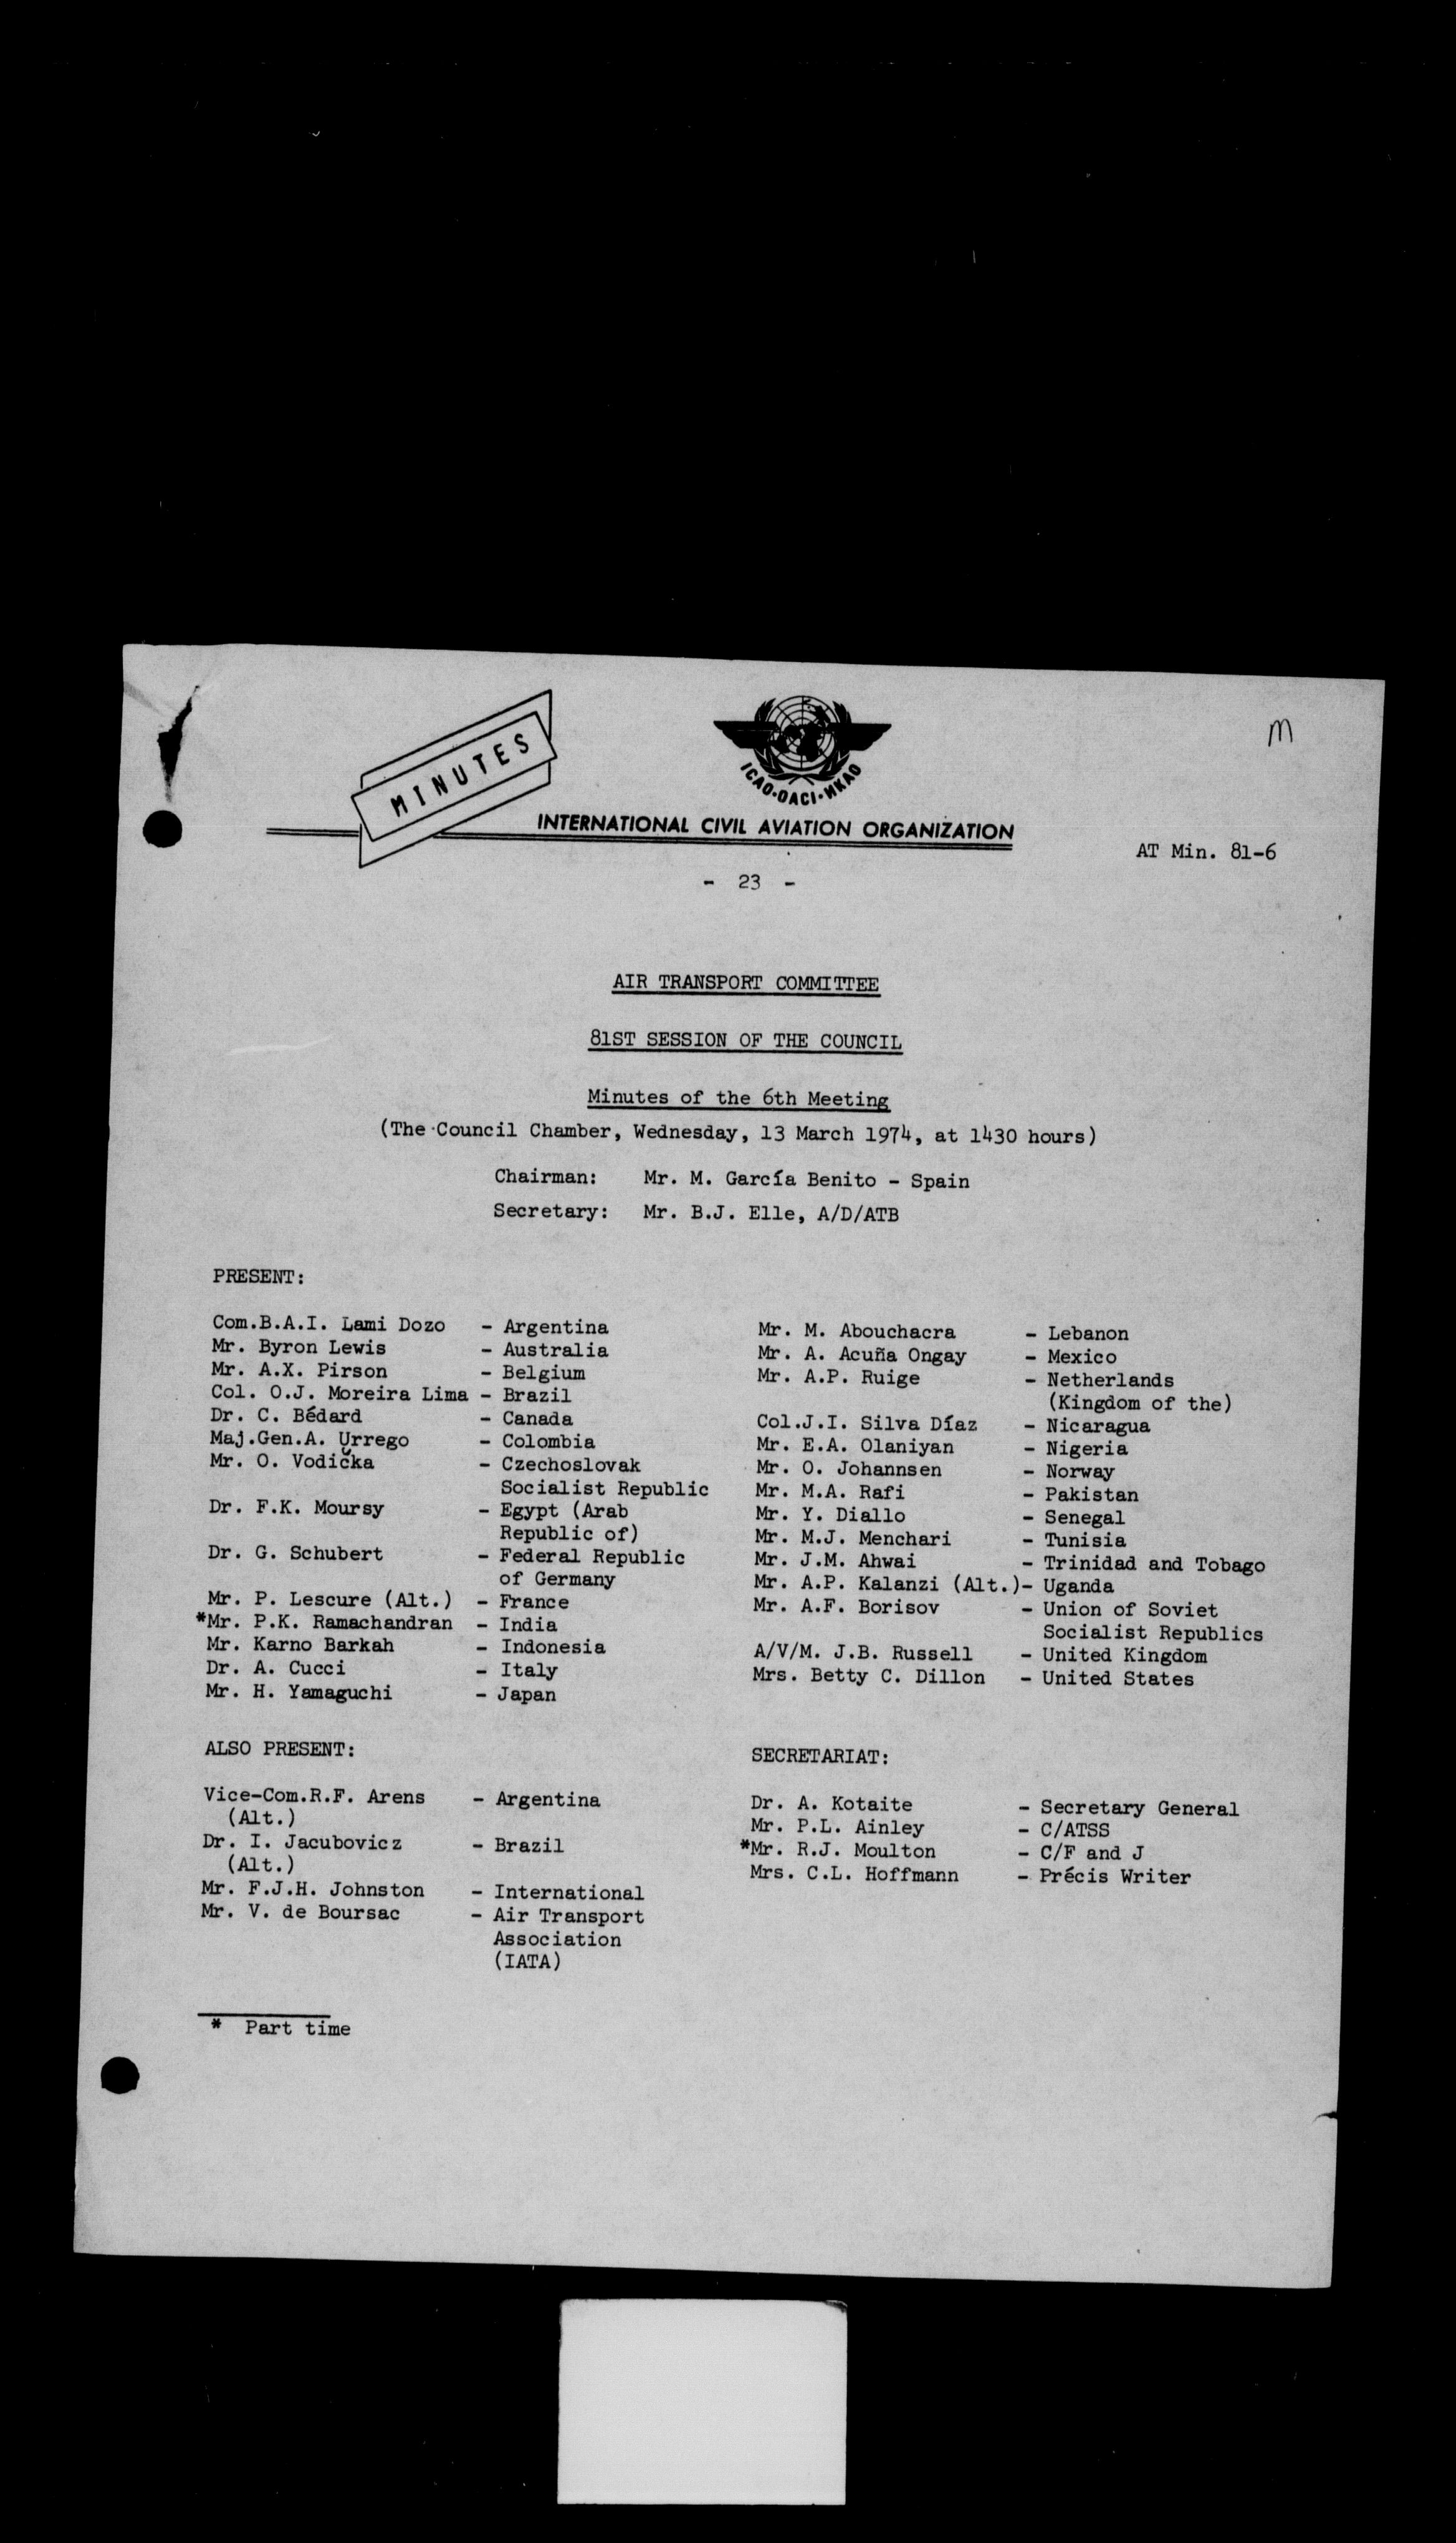 MINUTES
ICAO·OACI·ИКАО
m
INTERNATIONAL CIVIL AVIATION ORGANIZATION
AT Min. 81-6
- 23 -
AIR TRANSPORT COMMITTEE
81ST SESSION OF THE COUNCIL
Minutes of the 6th Meeting
(The Council Chamber, Wednesday, 13 March 1974, at 1430 hours)
Chairman: Mr. M. García Benito - Spain
Secretary: Mr. B.J. Elle, A/D/ATB
PRESENT:
Com.B.A.I. Lami Dozo - Argentina
Mr. Byron Lewis - Australia
Mr. A.X. Pirson - Belgium
Col. O.J. Moreira Lima - Brazil
Dr. C. Bédard - Canada
Maj.Gen.A. Urrego - Colombia
Mr. O. Vodička - Czechoslovak
Socialist Republic
Dr. F.K. Moursy - Egypt (Arab
Republic of)
Dr. G. Schubert - Federal Republic
of Germany
Mr. P. Lescure (Alt.) - France
*Mr. P.K. Ramachandran - India
Mr. Karno Barkah - Indonesia
Dr. A. Cucci - Italy
Mr. H. Yamaguchi - Japan
Mr. M. Abouchacra - Lebanon
Mr. A. Acuña Ongay - Mexico
Mr. A.P. Ruige - Netherlands
(Kingdom of the)
Col.J.I. Silva Díaz - Nicaragua
Mr. E.A. Olaniyan - Nigeria
Mr. O. Johannsen - Norway
Mr. M.A. Rafi - Pakistan
Mr. Y. Diallo - Senegal
Mr. M.J. Menchari - Tunisia
Mr. J.M. Ahwai - Trinidad and Tobago
Mr. A.P. Kalanzi (Alt.)- Uganda
Mr. A.F. Borisov - Union of Soviet
Socialist Republics
A/V/M. J.B. Russell - United Kingdom
Mrs. Betty C. Dillon - United States
ALSO PRESENT:
Vice-Com.R.F. Arens - Argentina
(Alt.)
Dr. I. Jacubovicz - Brazil
(Alt.)
Mr. F.J.H. Johnston - International
Mr. V. de Boursac - Air Transport
Association
(IATA)
SECRETARIAT:
Dr. A. Kotaite - Secretary General
Mr. P.L. Ainley - C/ATSS
*Mr. R.J. Moulton - C/F and J
Mrs. C.L. Hoffmann - Précis Writer
* Part time